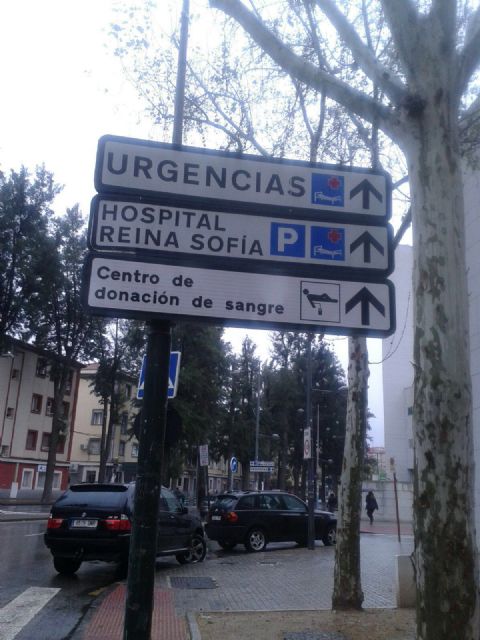 URGENCIAS
HOSPITAL
REINA SOFÍA P
Centro de
donación de sangre